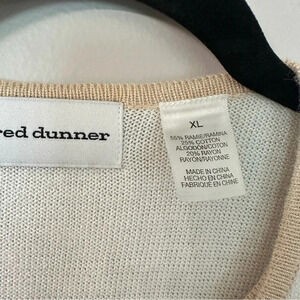 red dunner
XL
55% RAMIE/RAMINA
25% COTTON
ALGODON/COTON
20% RAYON
RAYON/RAYONNE
MADE IN CHINA
HECHO EN CHINA
FABRIQUE EN CHINE